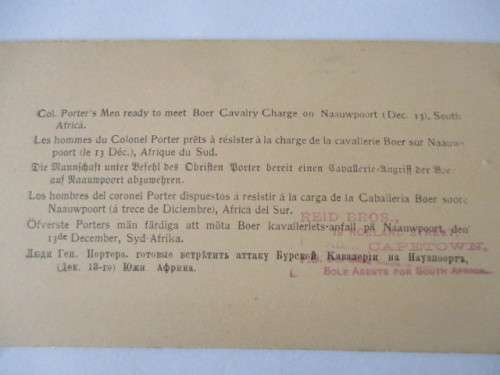 Col. Porter's Men ready to meet Boer Cavalry Charge on Naauwpoort (Dec. 13), South
Africa.
Les hommes du Colonel Porter prêts à résister à la charge de la cavallerie Boer sur Naauw-
poort (le 13 Déc.), Afrique du Sud.
Die Mannschaft unter Befehl des Obristen Porter bereit einen Cavallerie-Angriff der Boe
auf Naauwpoort abzuwehren.
Los hombres del coronel Porter dispuestos á resistir á la carga de la Caballeria Boer sobre
Naauwpoort (á trece de Diciembre), Africa del Sur.
Öfverste Porters män färdiga att möta Boer kavalleriets anfall på Naauwpoort, den
13de December, Syd Afrika.
Люди Ген. Портера. готовые встрѣтить аттаку Бурской Кавалеріи на Науапоортъ,
(Дек. 13-го) Южн Африка.
REID BROS.,
STREET
CAPETOWN,
SOLE AGENTS FOR SOUTH AFRICA